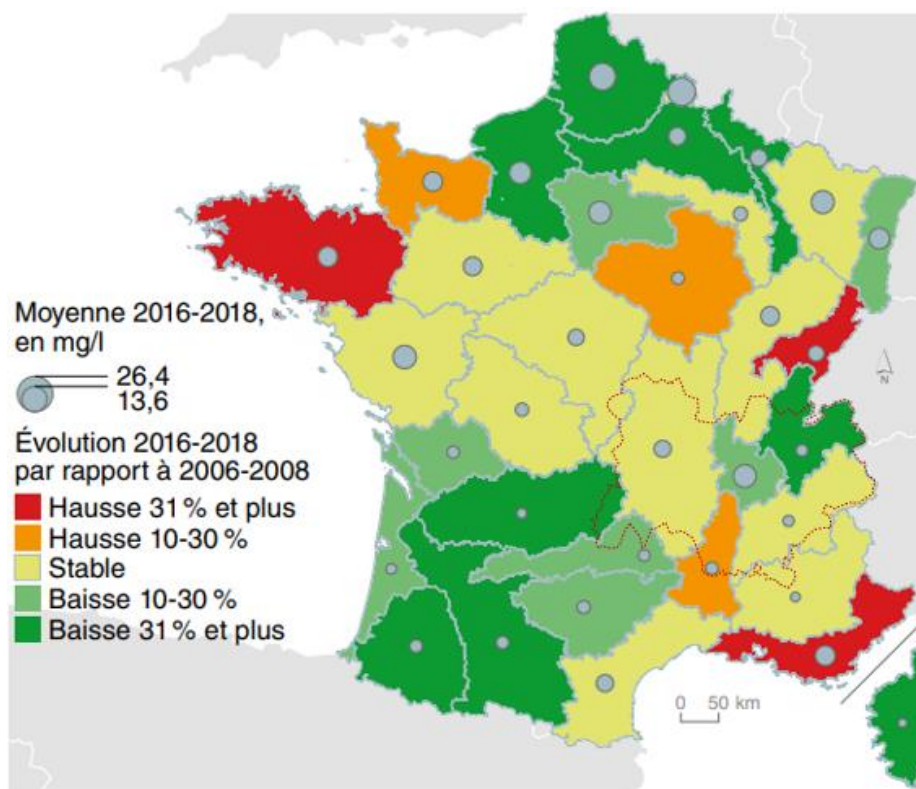 Moyenne 2016-2018,
en mg/l
26,4
13,6
Évolution 2016-2018
par rapport à 2006-2008
Hausse 31 % et plus
Hausse 10-30 %
Stable
Baisse 10-30 %
Baisse 31 % et plus
N
0 50 km